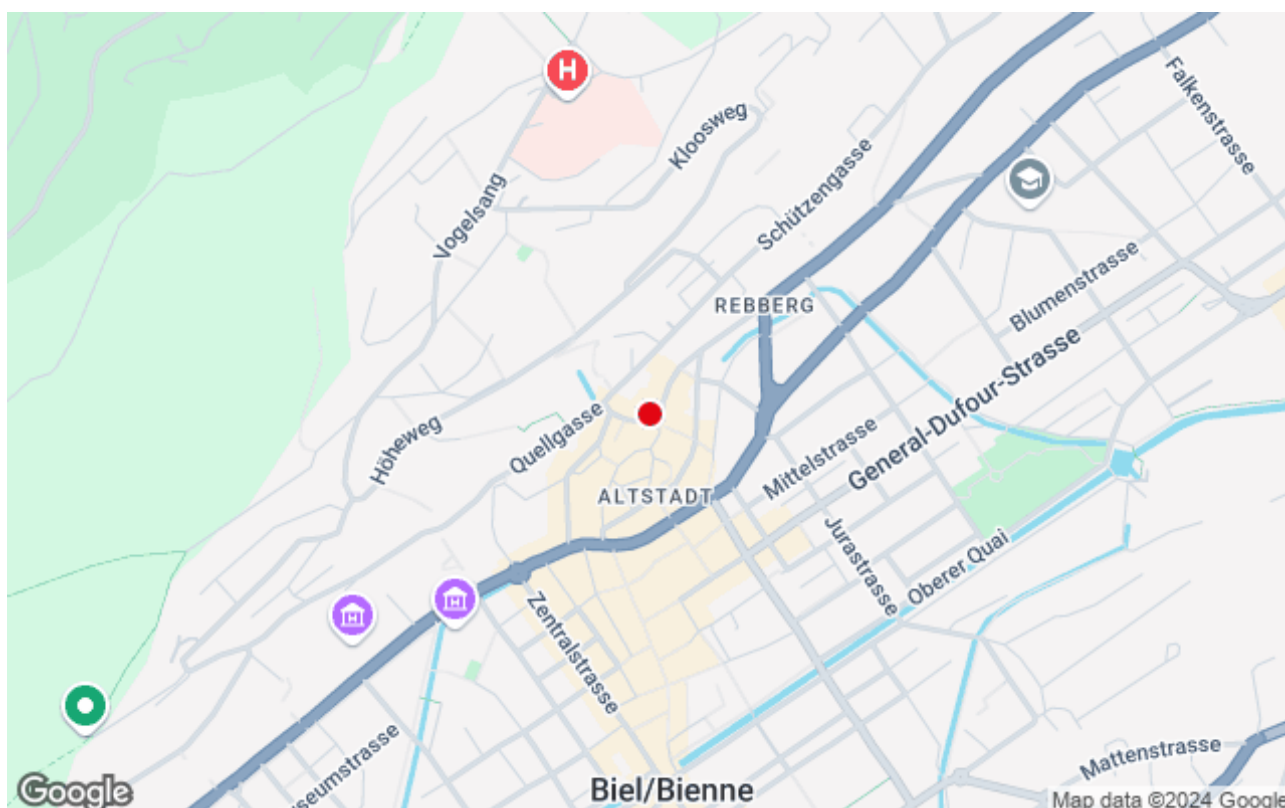 H
Falkenstrasse
Kloosweg
Schützengasse
Vogelsang
REBBERG
Blumenstrasse
General-Dufour-Strasse
Höheweg
Quellgasse
Mittelstrasse
ALTSTADT
Jurastrasse
Oberer Quai
Zentralstrasse
useumstrasse
Mattenstrasse
Biel/Bienne
Google
Map data ©2024 Google